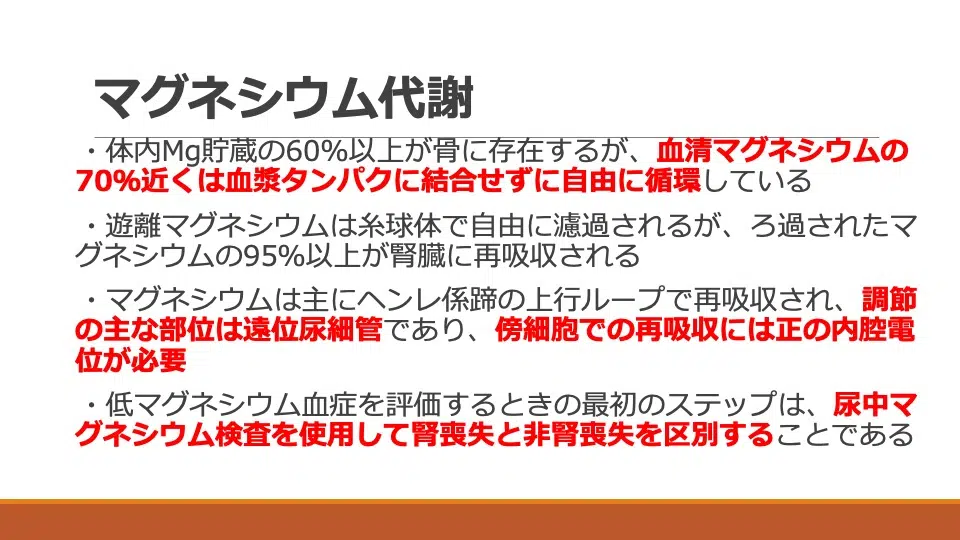 マグネシウム代謝
・体内Mg貯蔵の60%以上が骨に存在するが、血清マグネシウムの
70%近くは血漿タンパクに結合せずに自由に循環している
・遊離マグネシウムは糸球体で自由に濾過されるが、ろ過されたマ
グネシウムの95%以上が腎臓に再吸収される
・マグネシウムは主にヘンレ係蹄の上行ループで再吸収され、調節
の主な部位は遠位尿細管であり、傍細胞での再吸収には正の内腔電
位が必要
・低マグネシウム血症を評価するときの最初のステップは、尿中マ
グネシウム検査を使用して腎喪失と非腎喪失を区別することである